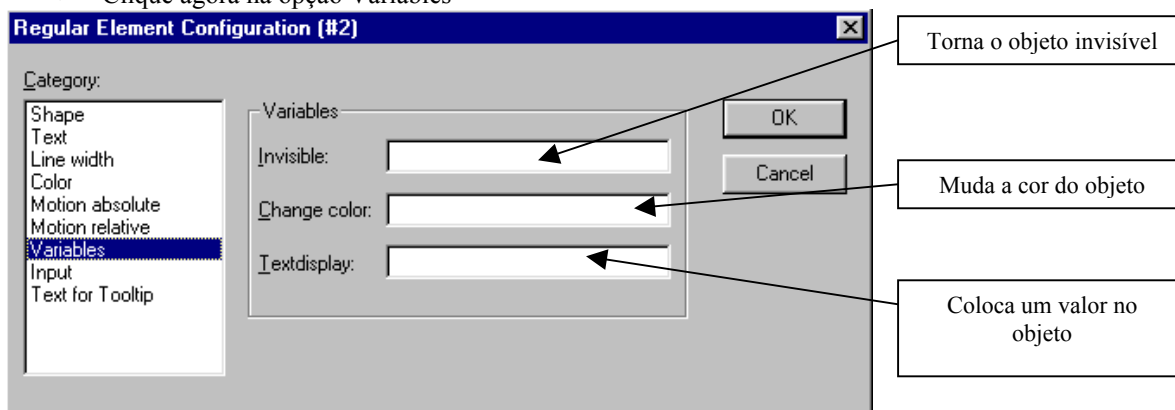 Clique agora na opção Variables
Regular Element Configuration (#2)
Category:
Shape
Text
Line width
Color
Motion absolute
Motion relative
Variables
Input
Text for Tooltip
Variables
Invisible:
Change color:
Textdisplay:
OK
Cancel
Torna o objeto invisível
Muda a cor do objeto
Coloca um valor no
objeto